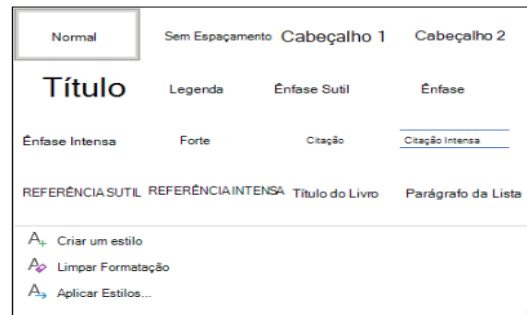 Normal Sem Espaçamento Cabeçalho 1 Cabeçalho 2
Título Legenda Ênfase Sutil Ênfase
Ênfase Intensa Forte Citação Citação Intensa
REFERÊNCIA SUTIL REFERÊNCIA INTENSA Título do Livro Parágrafo da Lista
Criar um estilo
Limpar Formatação
Aplicar Estilos...